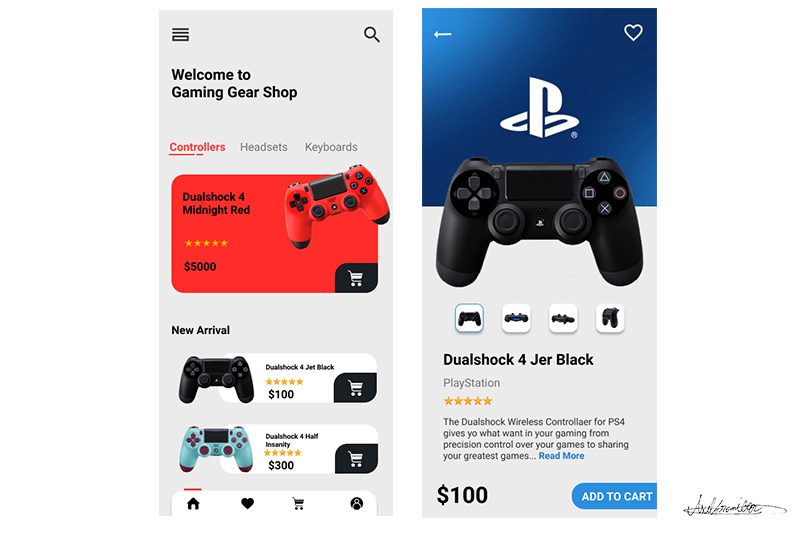 Welcome to
Gaming Gear Shop
Controllers Headsets Keyboards
Dualshock 4
Midnight Red
$5000
New Arrival
Dualshock 4 Jet Black
$100
Dualshock 4 Half
Insanity
$300
®
Dualshock 4 Jer Black
PlayStation
The Dualshock Wireless Controllaer for PS4
gives yo what want in your gaming from
precision control over your games to sharing
your greatest games... Read More
$100
ADD TO CART